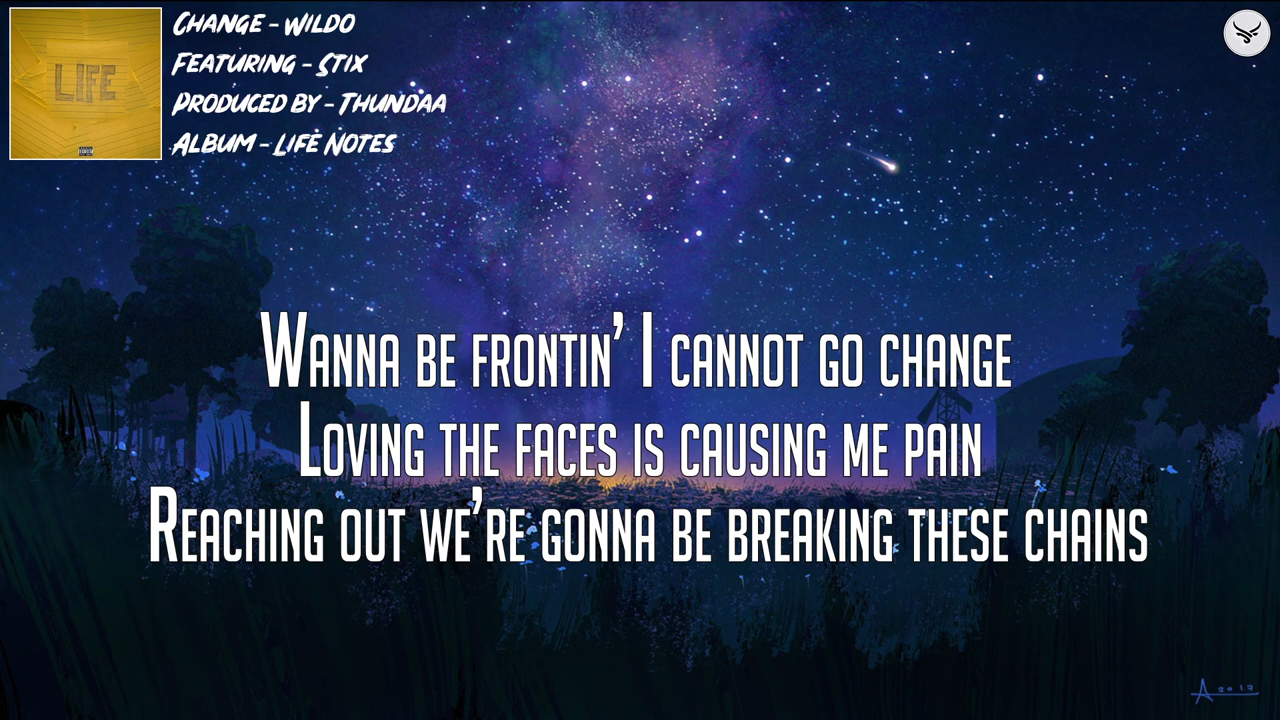 Change - Wildo
Featuring - Stix
Produced by - Thundaa
Album - Life Notes
LIFE
Wanna be frontin' I cannot go change
Loving the faces is causing me pain
Reaching out we're gonna be breaking these chains
A 2017